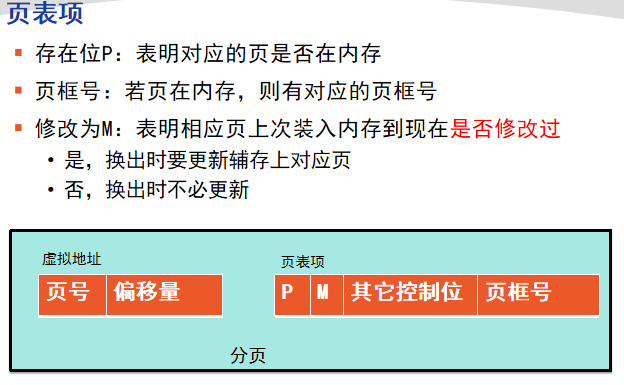 页表项
存在位P：表明对应的页是否在内存
页框号：若页在内存，则有对应的页框号
修改为M：表明相应页上次装入内存到现在是否修改过
• 是，换出时要更新辅存上对应页
• 否，换出时不必更新
虚拟地址
页号 偏移量
页表项
P M 其它控制位 页框号
分页